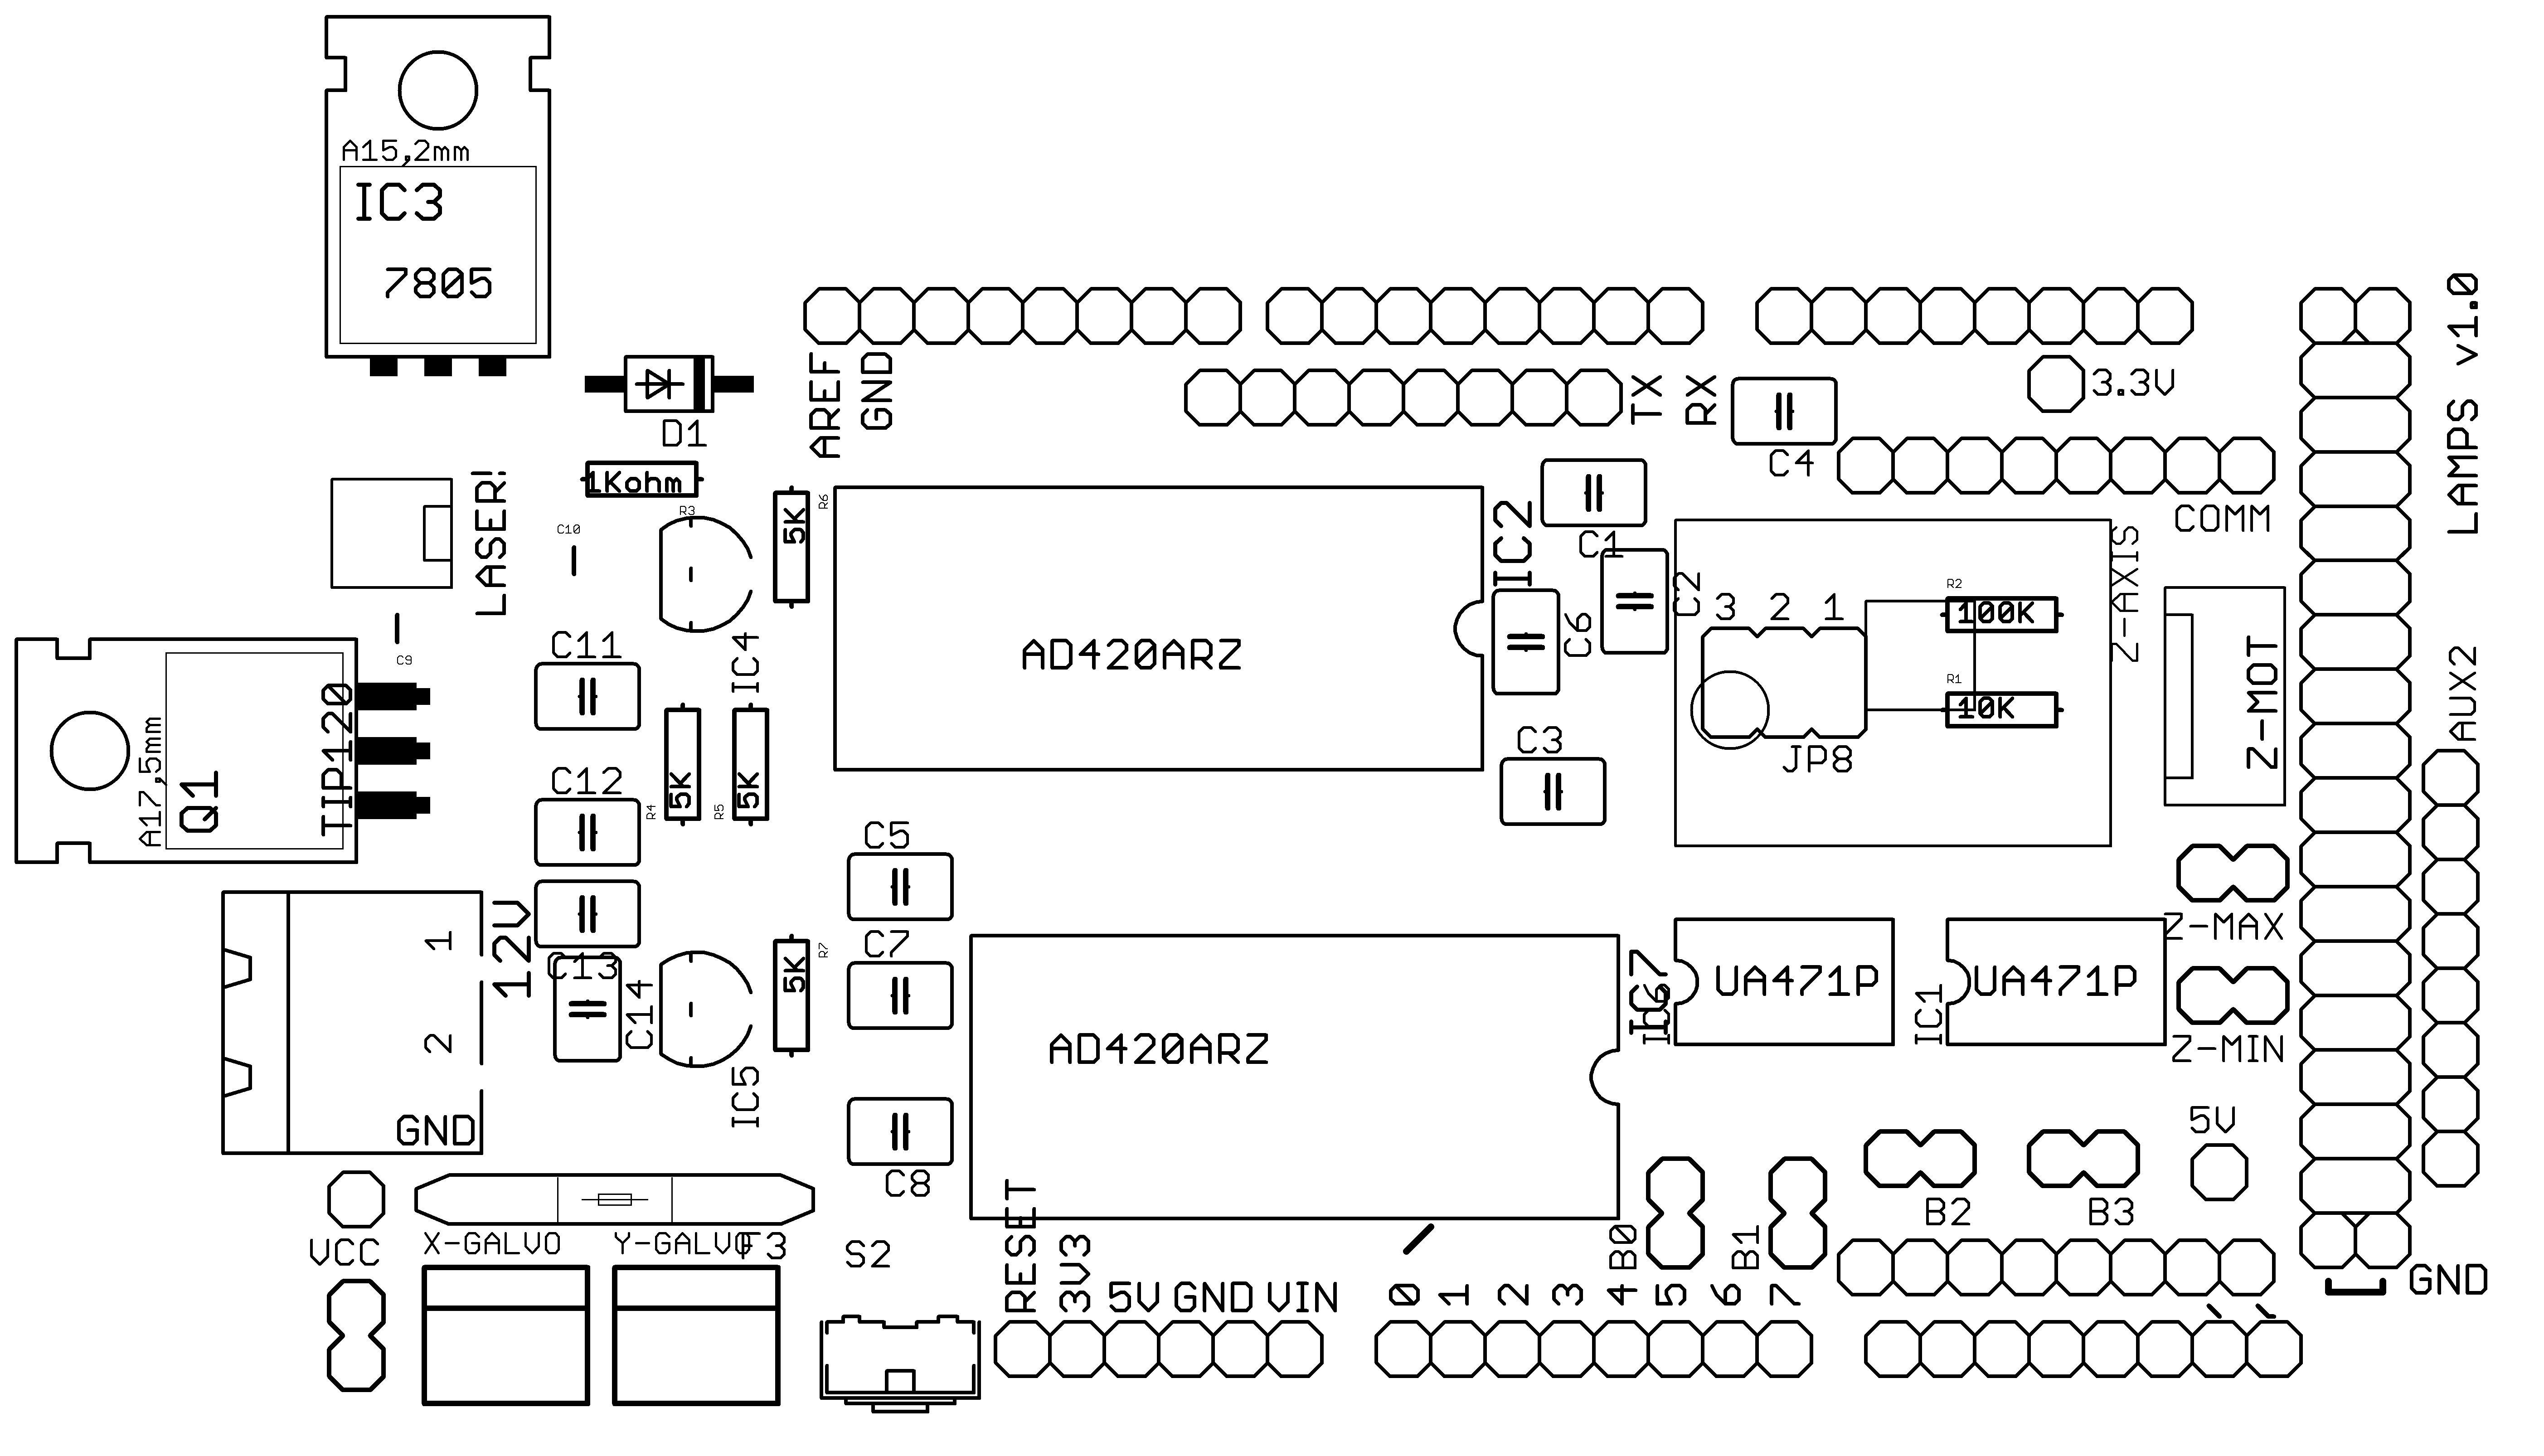 A15,2mm
IC3
7805
D1
1Kohm
R3
C10
LASER!
C9
A17,5mm
Q1
TIP120
C11
C12
C13
C14
IC4
R6
5K
R4
5K
R5
5K
R7
5K
IC5
12V
1
2
GND
VCC
X-GALVO
Y-GALVO
F3
S2
AREF
GND
TX
RX
C4
3.3V
COMM
LAMPS v1.0
AD420ARZ
IC2
C1
C2
C6
C3
3 2 1
JP8
R2
100K
R1
10K
Z-AXIS
Z-MOT
AUX2
C5
C7
C8
AD420ARZ
IC7
IC6
UA471P
IC1
UA471P
Z-MAX
Z-MIN
5V
B0
B1
B2
B3
RESET
3V3
5V GND VIN
0 1 2 3 4 5 6 7
GND